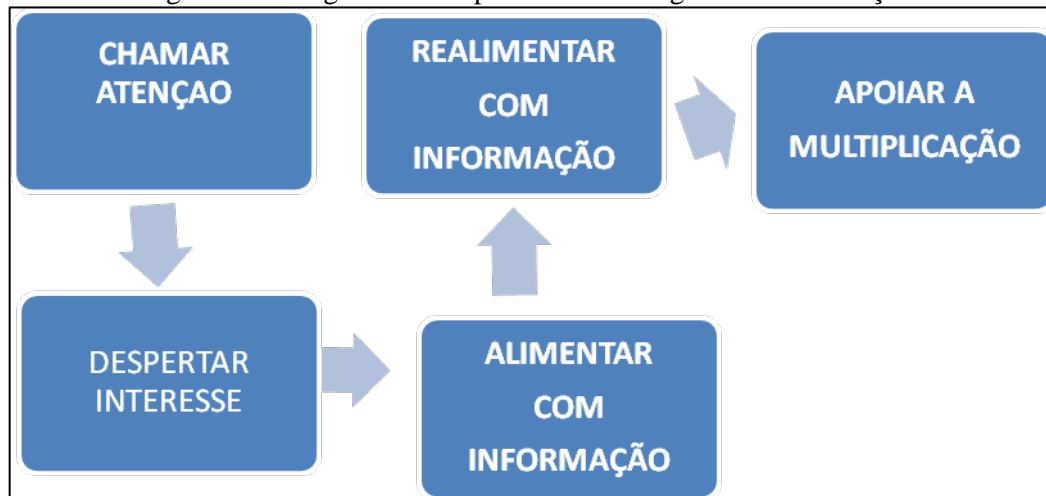 CHAMAR
ATENÇAO
DESPERTAR
INTERESSE
ALIMENTAR
COM
INFORMAÇÃO
REALIMENTAR
COM
INFORMAÇÃO
APOIAR A
MULTIPLICAÇÃO